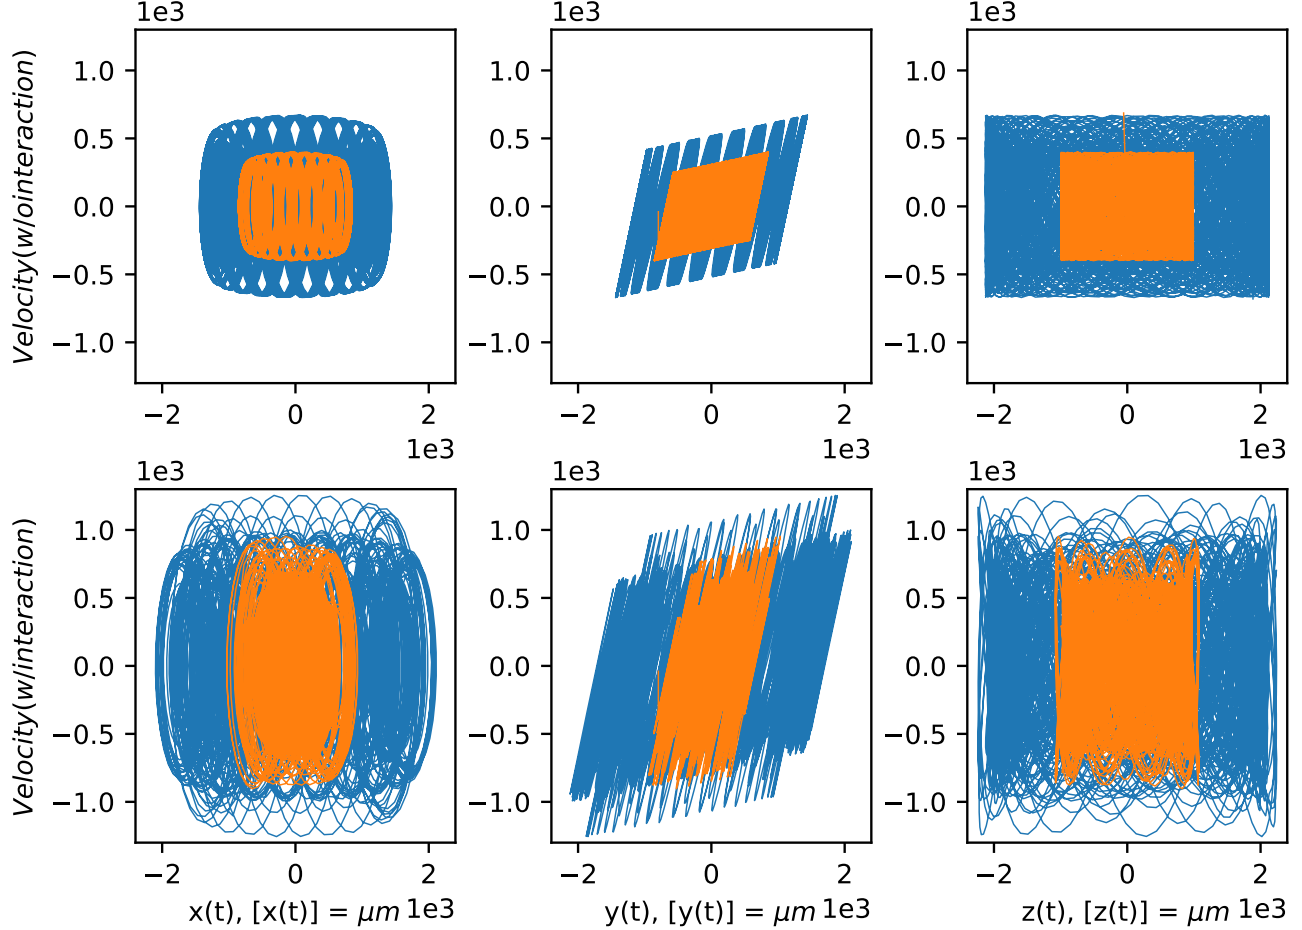 1e3 1e3 1e3
Velocity(w/ointeraction)
1.0 1.0 1.0
0.5 0.5 0.5
0.0 0.0 0.0
−0.5 −0.5 −0.5
−1.0 −1.0 −1.0
−2 0 2 −2 0 2 −2 0 2
1e3 1e3 1e3
1e3 1e3 1e3
Velocity(w/interaction)
1.0 1.0 1.0
0.5 0.5 0.5
0.0 0.0 0.0
−0.5 −0.5 −0.5
−1.0 −1.0 −1.0
−2 0 2 −2 0 2 −2 0 2
x(t), [x(t)] = μm 1e3 y(t), [y(t)] = μm 1e3 z(t), [z(t)] = μm 1e3